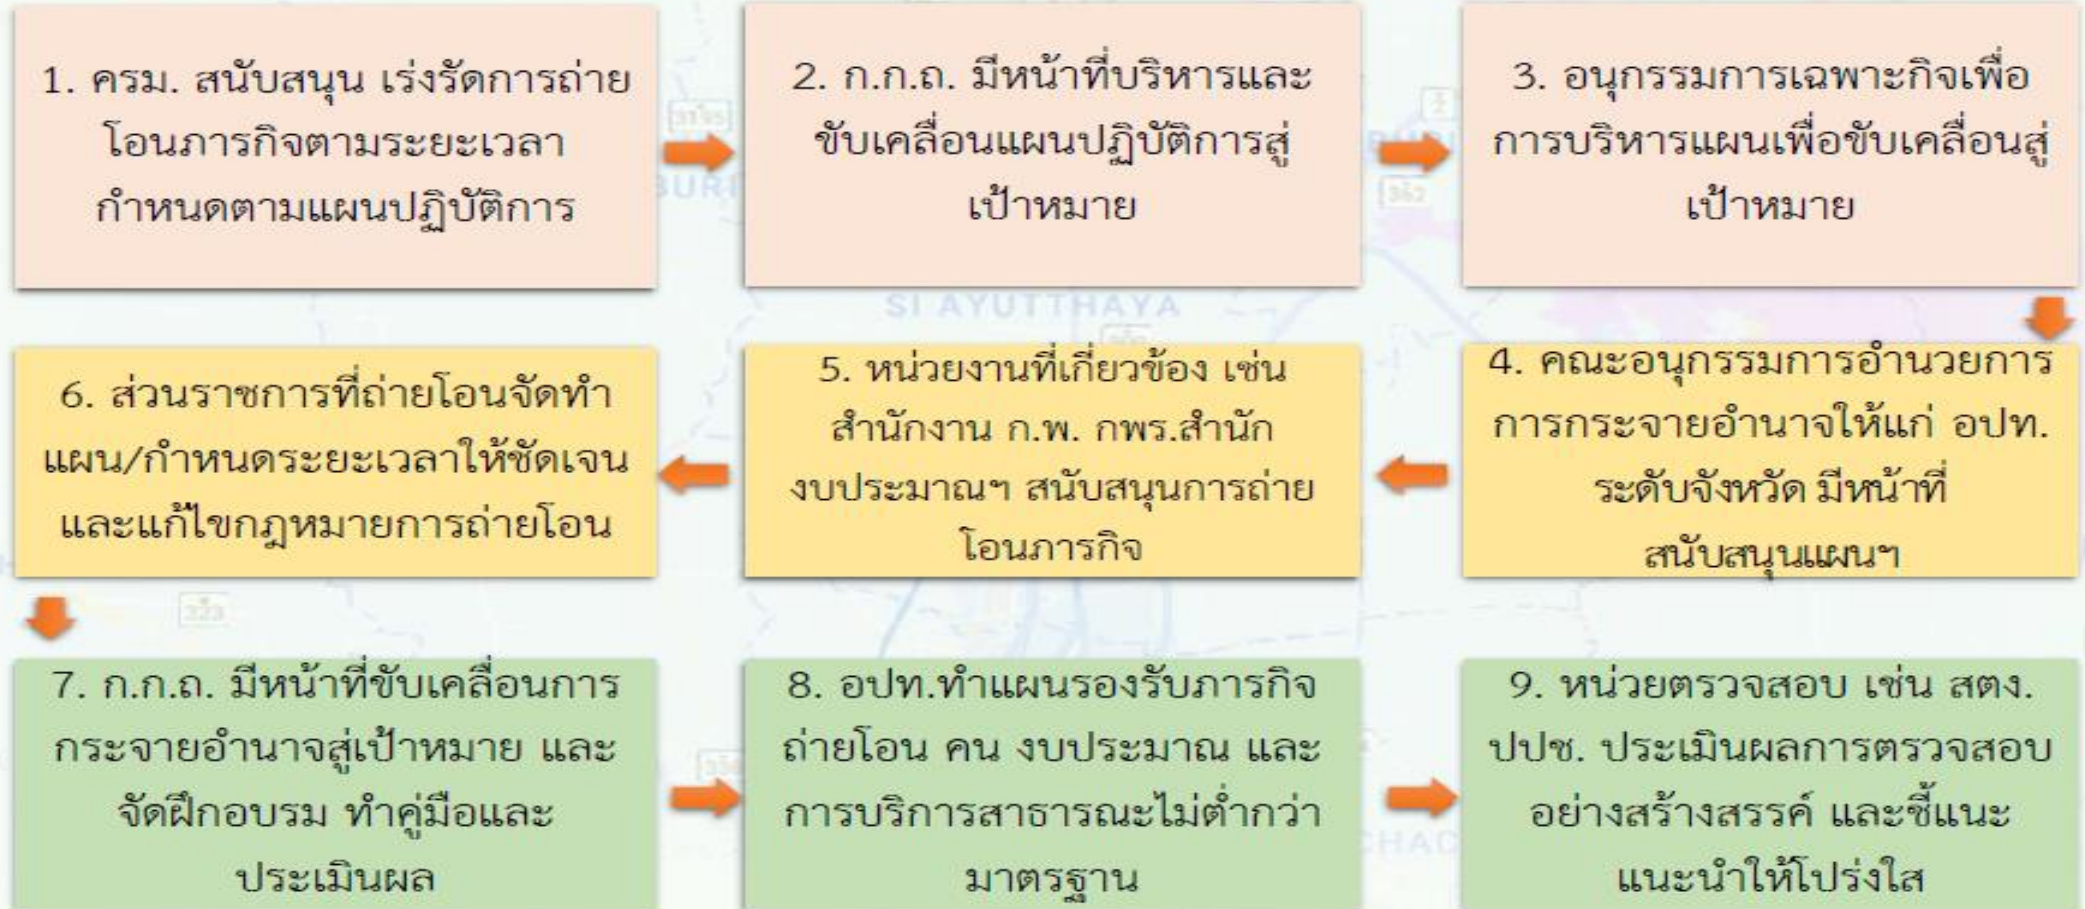 1. ครม. สนับสนุน เร่งรัดการถ่าย
โอนภารกิจตามระยะเวลา
กำหนดตามแผนปฏิบัติการ
2. ก.ก.ถ. มีหน้าที่บริหารและ
ขับเคลื่อนแผนปฏิบัติการสู่
เป้าหมาย
3. อนุกรรมการเฉพาะกิจเพื่อ
การบริหารแผนเพื่อขับเคลื่อนสู่
เป้าหมาย
4. คณะอนุกรรมการอำนวยการ
การกระจายอำนาจให้แก่ อปท.
ระดับจังหวัด มีหน้าที่
สนับสนุนแผนฯ
5. หน่วยงานที่เกี่ยวข้อง เช่น
สำนักงาน ก.พ. กพร.สำนัก
งบประมาณฯ สนับสนุนการถ่าย
โอนภารกิจ
6. ส่วนราชการที่ถ่ายโอนจัดทำ
แผน/กำหนดระยะเวลาให้ชัดเจน
และแก้ไขกฎหมายการถ่ายโอน
7. ก.ก.ถ. มีหน้าที่ขับเคลื่อนการ
กระจายอำนาจสู่เป้าหมาย และ
จัดฝึกอบรม ทำคู่มือและ
ประเมินผล
8. อปท.ทำแผนรองรับภารกิจ
ถ่ายโอน คน งบประมาณ และ
การบริการสาธารณะไม่ต่ำกว่า
มาตรฐาน
9. หน่วยตรวจสอบ เช่น สตง.
ปปช. ประเมินผลการตรวจสอบ
อย่างสร้างสรรค์ และชี้แนะ
แนะนำให้โปร่งใส
SI AYUTTHAYA
323